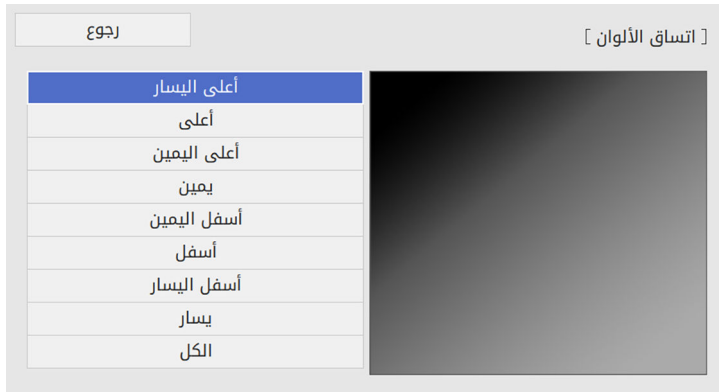 [ اتساق الألوان ]
رجوع
أعلى اليسار
أعلى
أعلى اليمين
يمين
أسفل اليمين
أسفل
أسفل اليسار
يسار
الكل